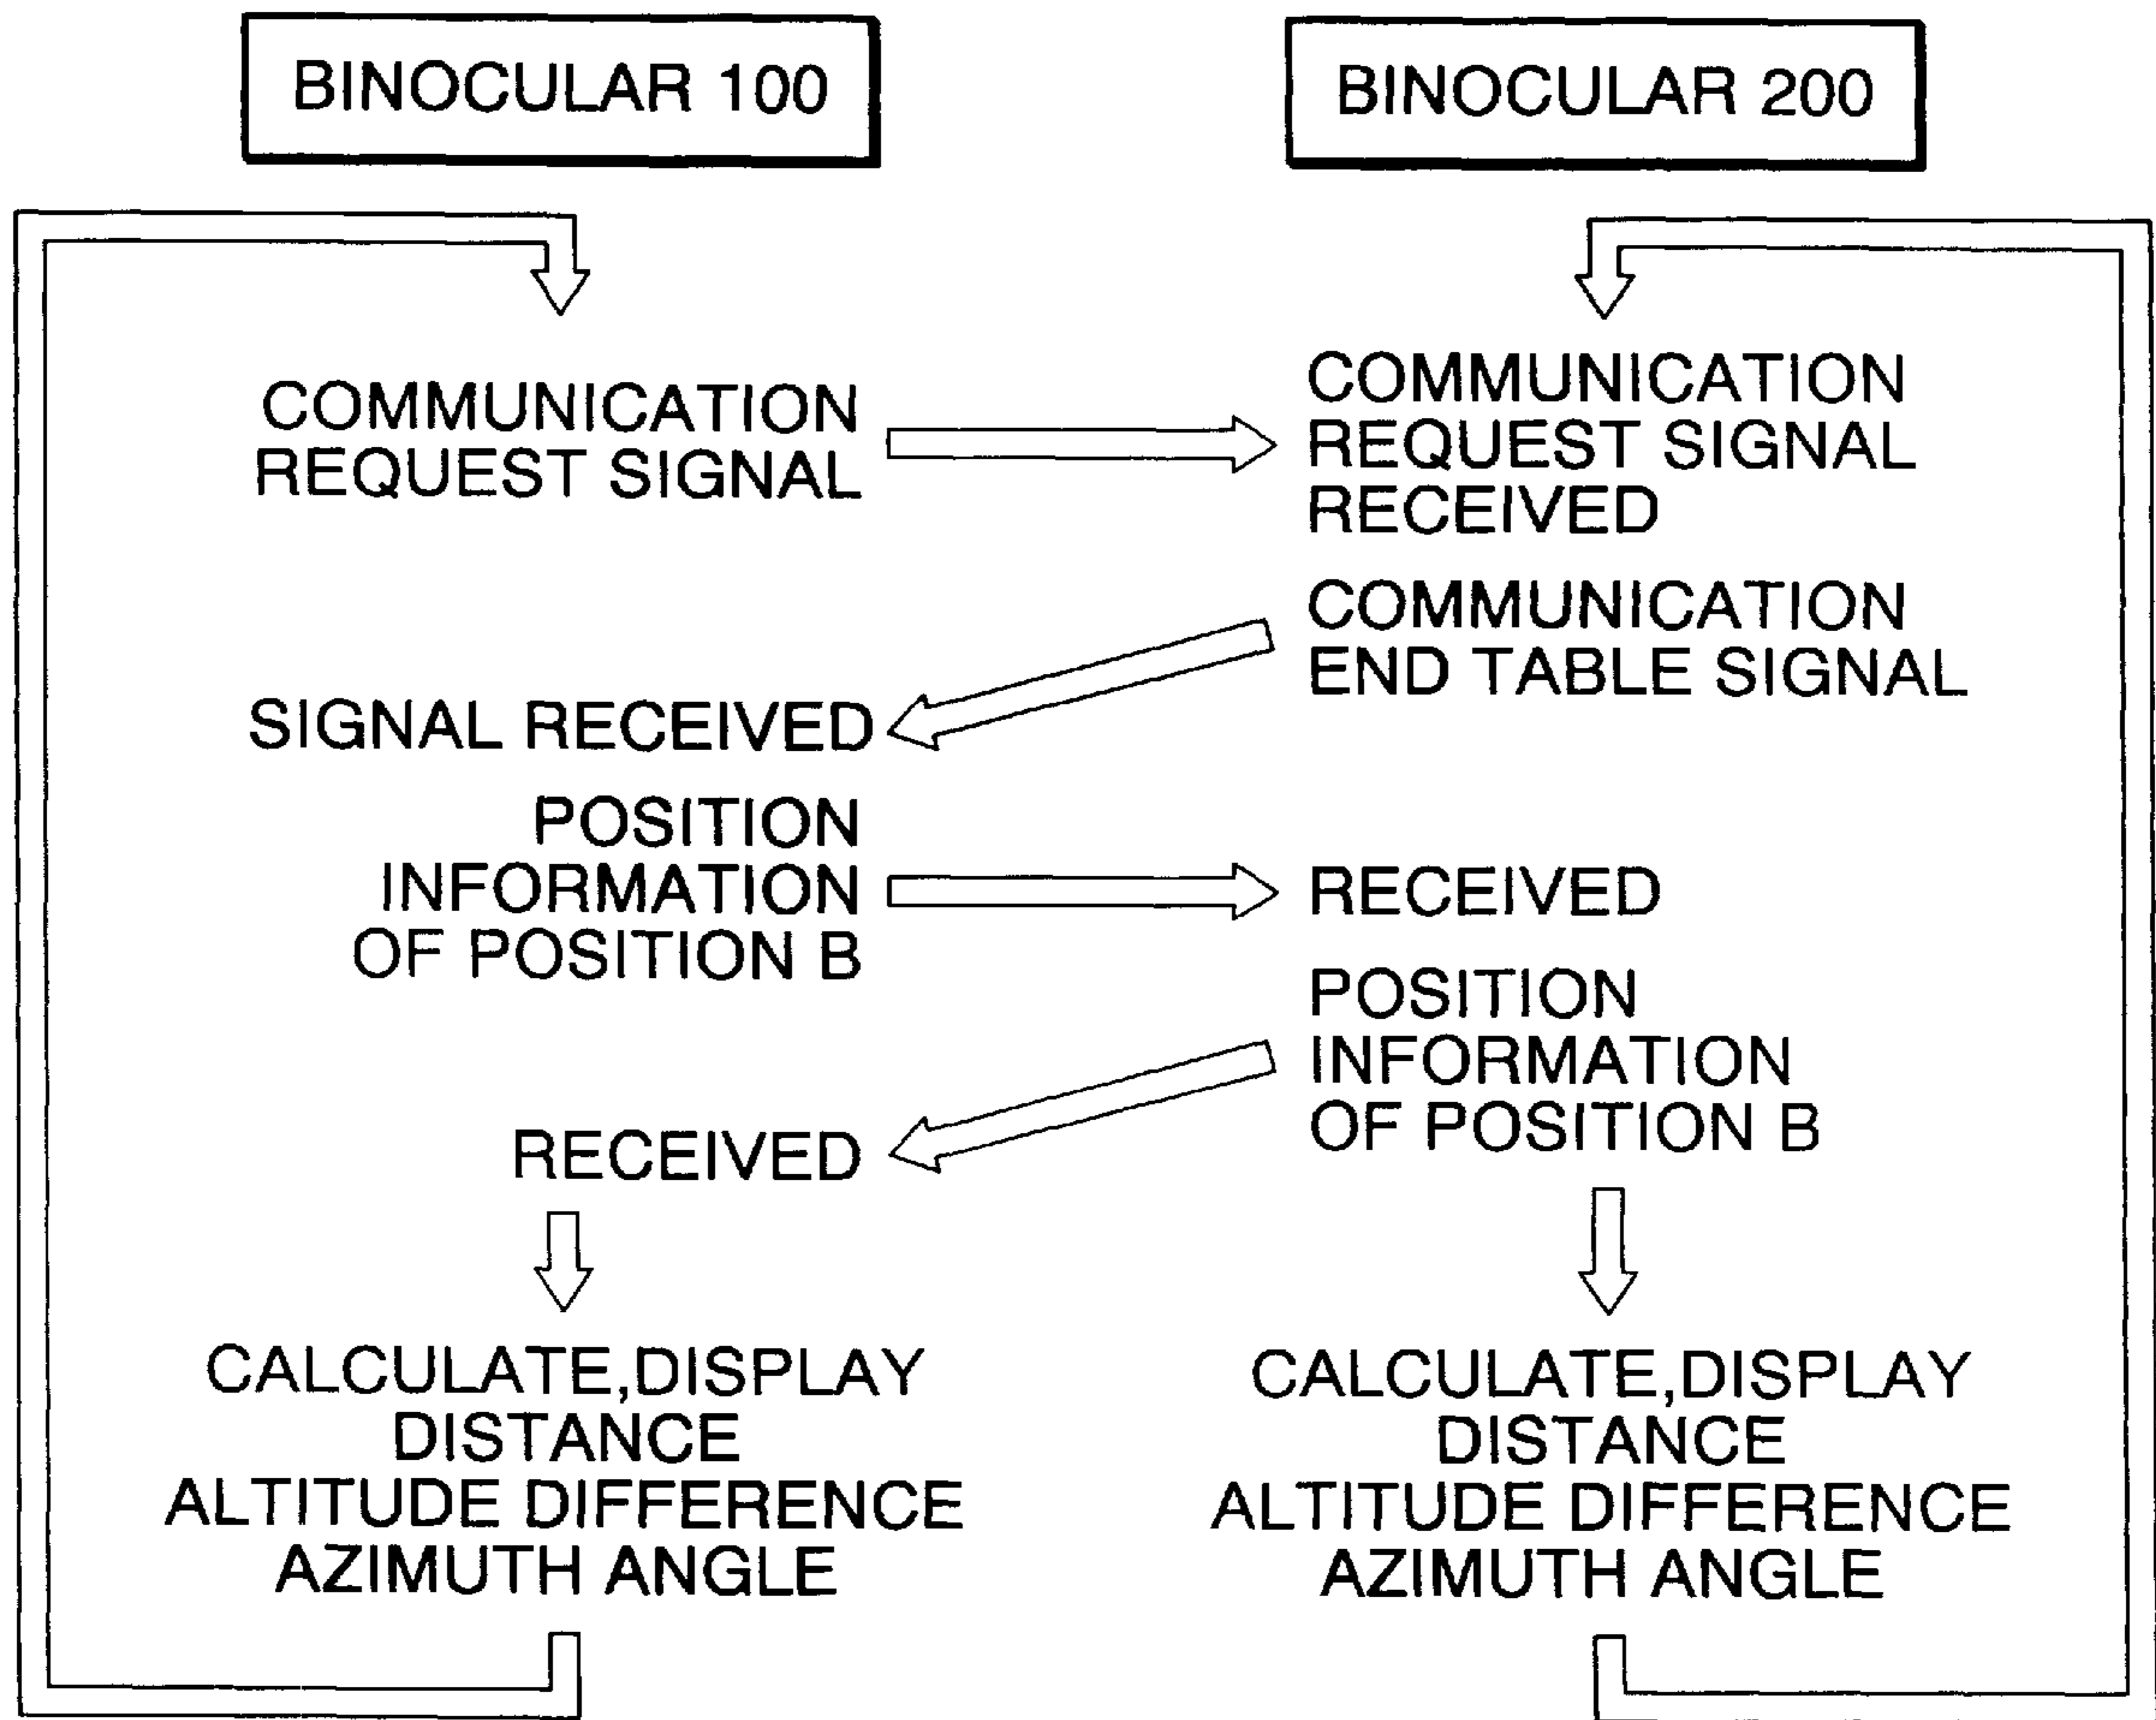 BINOCULAR 100
BINOCULAR 200
COMMUNICATION
REQUEST SIGNAL
COMMUNICATION
REQUEST SIGNAL
RECEIVED
COMMUNICATION
END TABLE SIGNAL
SIGNAL RECEIVED
POSITION
INFORMATION
OF POSITION B
RECEIVED
POSITION
INFORMATION
OF POSITION B
RECEIVED
CALCULATE,DISPLAY
DISTANCE
ALTITUDE DIFFERENCE
AZIMUTH ANGLE
CALCULATE,DISPLAY
DISTANCE
ALTITUDE DIFFERENCE
AZIMUTH ANGLE